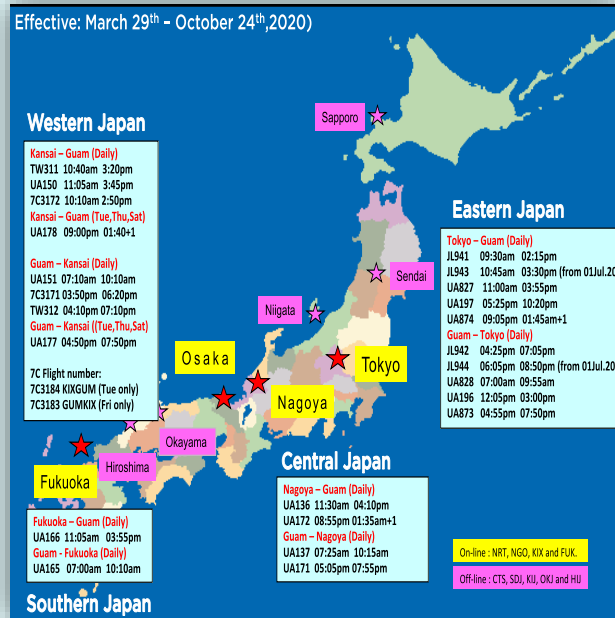 Effective: March 29th – October 24th,2020)
Sapporo
Western Japan
Kansai – Guam (Daily)
TW311 10:40am 3:20pm
UA150 11:05am 3:45pm
7C3172 10:10am 2:50pm
Kansai – Guam (Tue,Thu,Sat)
UA178 09:00pm 01:40+1
Guam – Kansai (Daily)
UA151 07:10am 10:10am
7C3171 03:50pm 06:20pm
TW312 04:10pm 07:10pm
Guam – Kansai ((Tue,Thu,Sat)
UA177 04:50pm 07:50pm
7C Flight number:
7C3184 KIXGUM (Tue only)
7C3183 GUMKIX (Fri only)
Eastern Japan
Tokyo – Guam (Daily)
JL941 09:30am 02:15pm
JL943 10:45am 03:30pm (from 01Jul.20
UA827 11:00am 03:55pm
UA197 05:25pm 10:20pm
UA874 09:05pm 01:45am+1
Guam – Tokyo (Daily)
JL942 04:25pm 07:05pm
JL944 06:05pm 08:50pm (from 01Jul.20
UA828 07:00am 09:55am
UA196 12:05pm 03:00pm
UA873 04:55pm 07:50pm
Sendai
Niigata
Osaka
Tokyo
Nagoya
Okayama
Hiroshima
Fukuoka
Central Japan
Nagoya – Guam (Daily)
UA136 11:30am 04:10pm
UA172 08:55pm 01:35am+1
Guam – Nagoya (Daily)
UA137 07:25am 10:15am
UA171 05:05pm 07:55pm
Fukuoka – Guam (Daily)
UA166 11:05am 03:55pm
Guam - Fukuoka (Daily)
UA165 07:00am 10:10am
Southern Japan
On-line : NRT, NGO, KIX and FUK.
Off-line : CTS, SDJ, KIJ, OKJ and HIJ